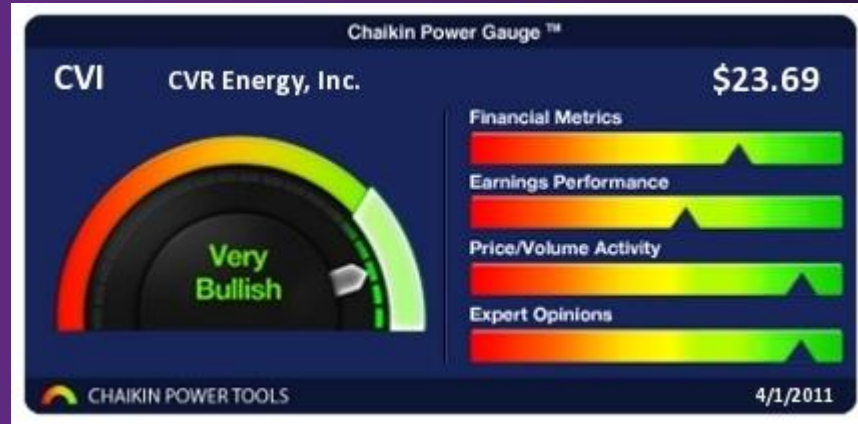 Chaikin Power Gauge ™
CVI CVR Energy, Inc. $23.69
Financial Metrics
Earnings Performance
Price/Volume Activity
Expert Opinions
Very
Bullish
CHAIKIN POWER TOOLS 4/1/2011